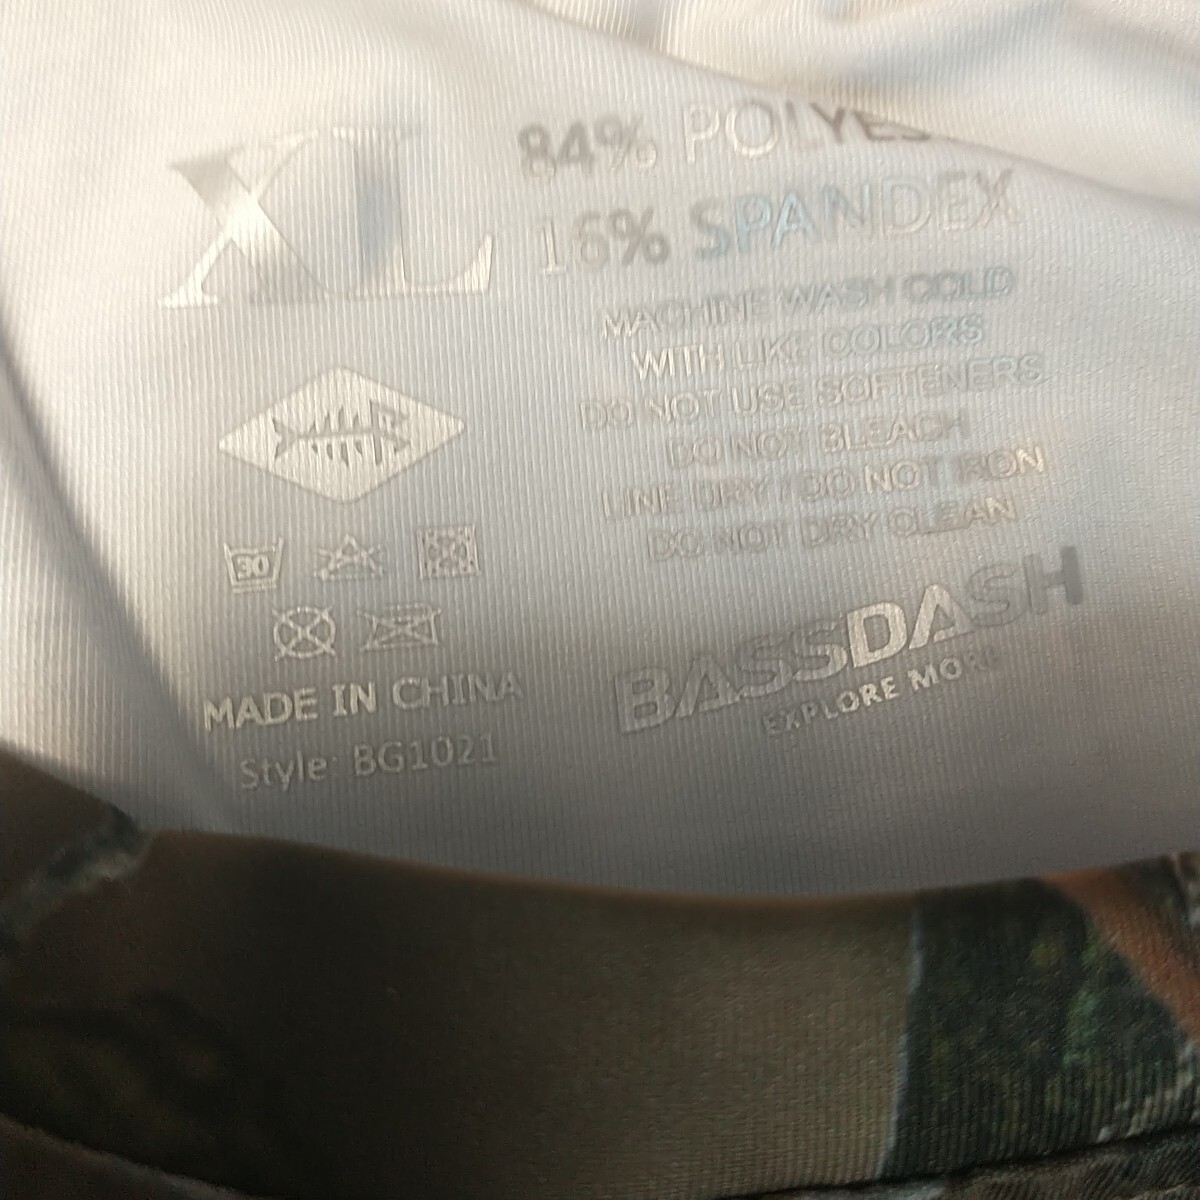 XL
84% POLYES
16% SPANDEX
MACHINE WASH COLD
WITH LIKE COLORS
DO NOT USE SOFTENERS
DO NOT BLEACH
LINE DRY / DO NOT IRON
DO NOT DRY CLEAN
30
MADE IN CHINA
Style: BG1021
BASSDASH
EXPLORE MORE